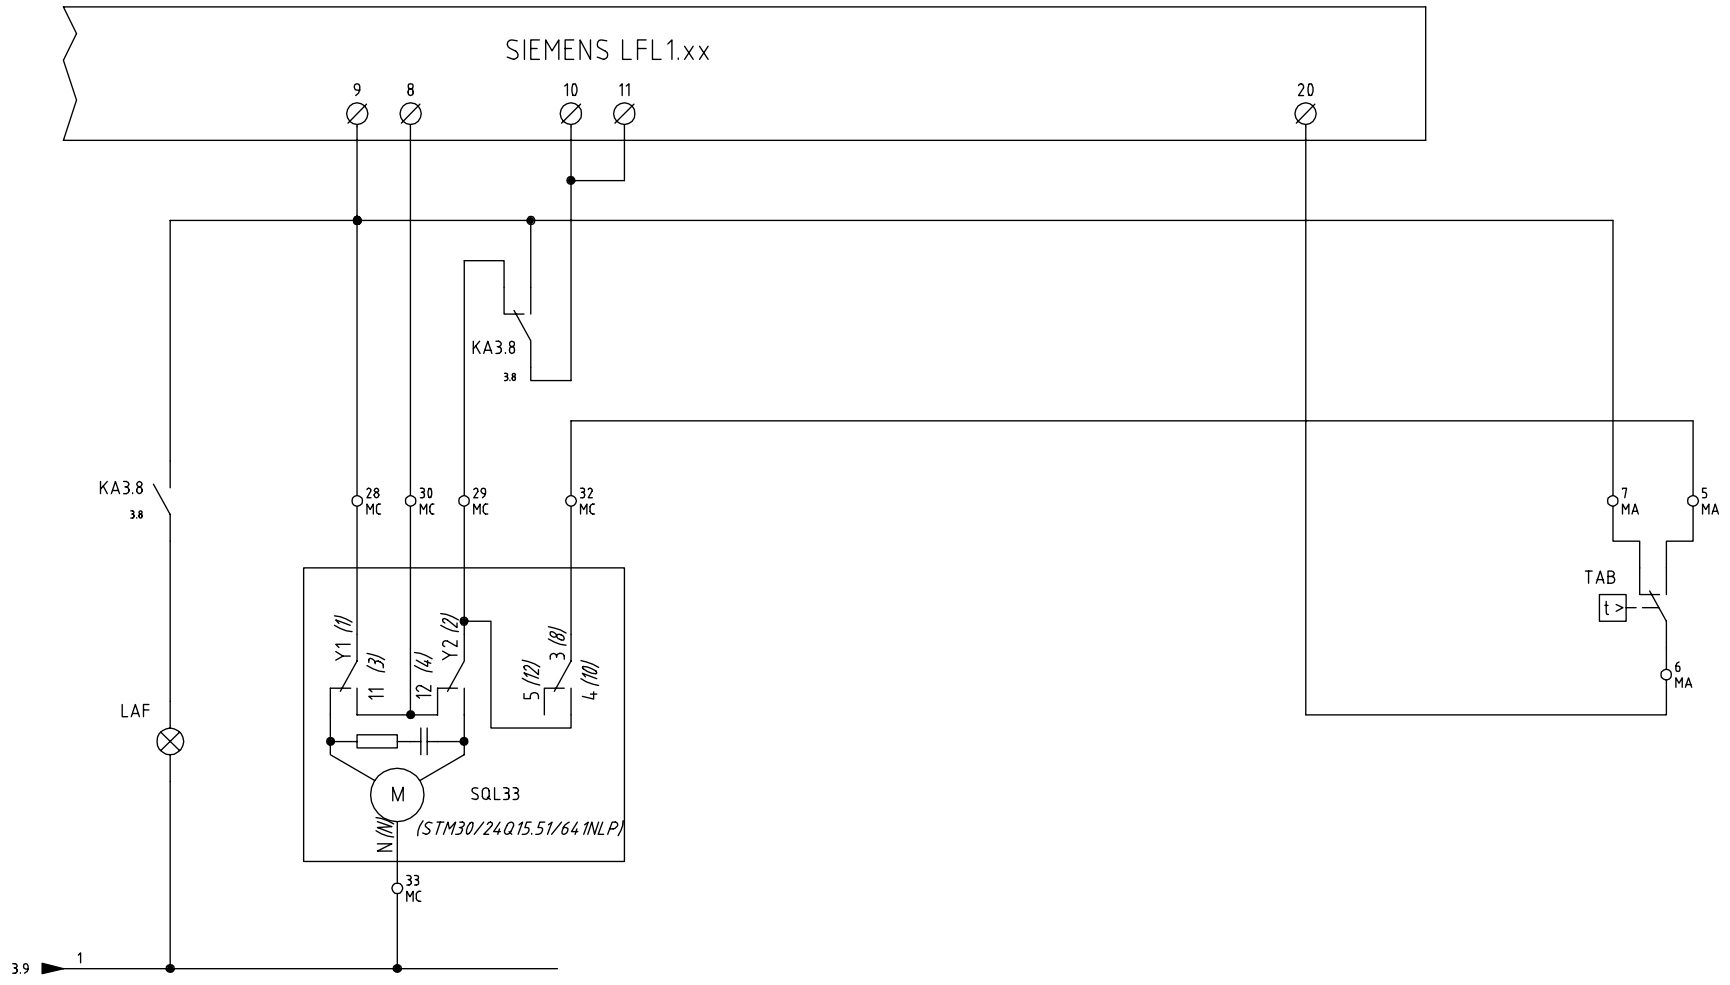 SIEMENS LFL1.xx
9 8 10 11 20
KA3.8
3.8
KA3.8
3.8
28
MC
30
MC
29
MC
32
MC
7
MA
5
MA
TAB
t >
6
MA
Y1 (1)
11 (3)
12 (4)
Y2 (2)
5 (12)
3 (8)
4 (10)
LAF
M
SQL33
(STM30/24Q15.51/641NLP)
N (N)
33
MC
3.9
1